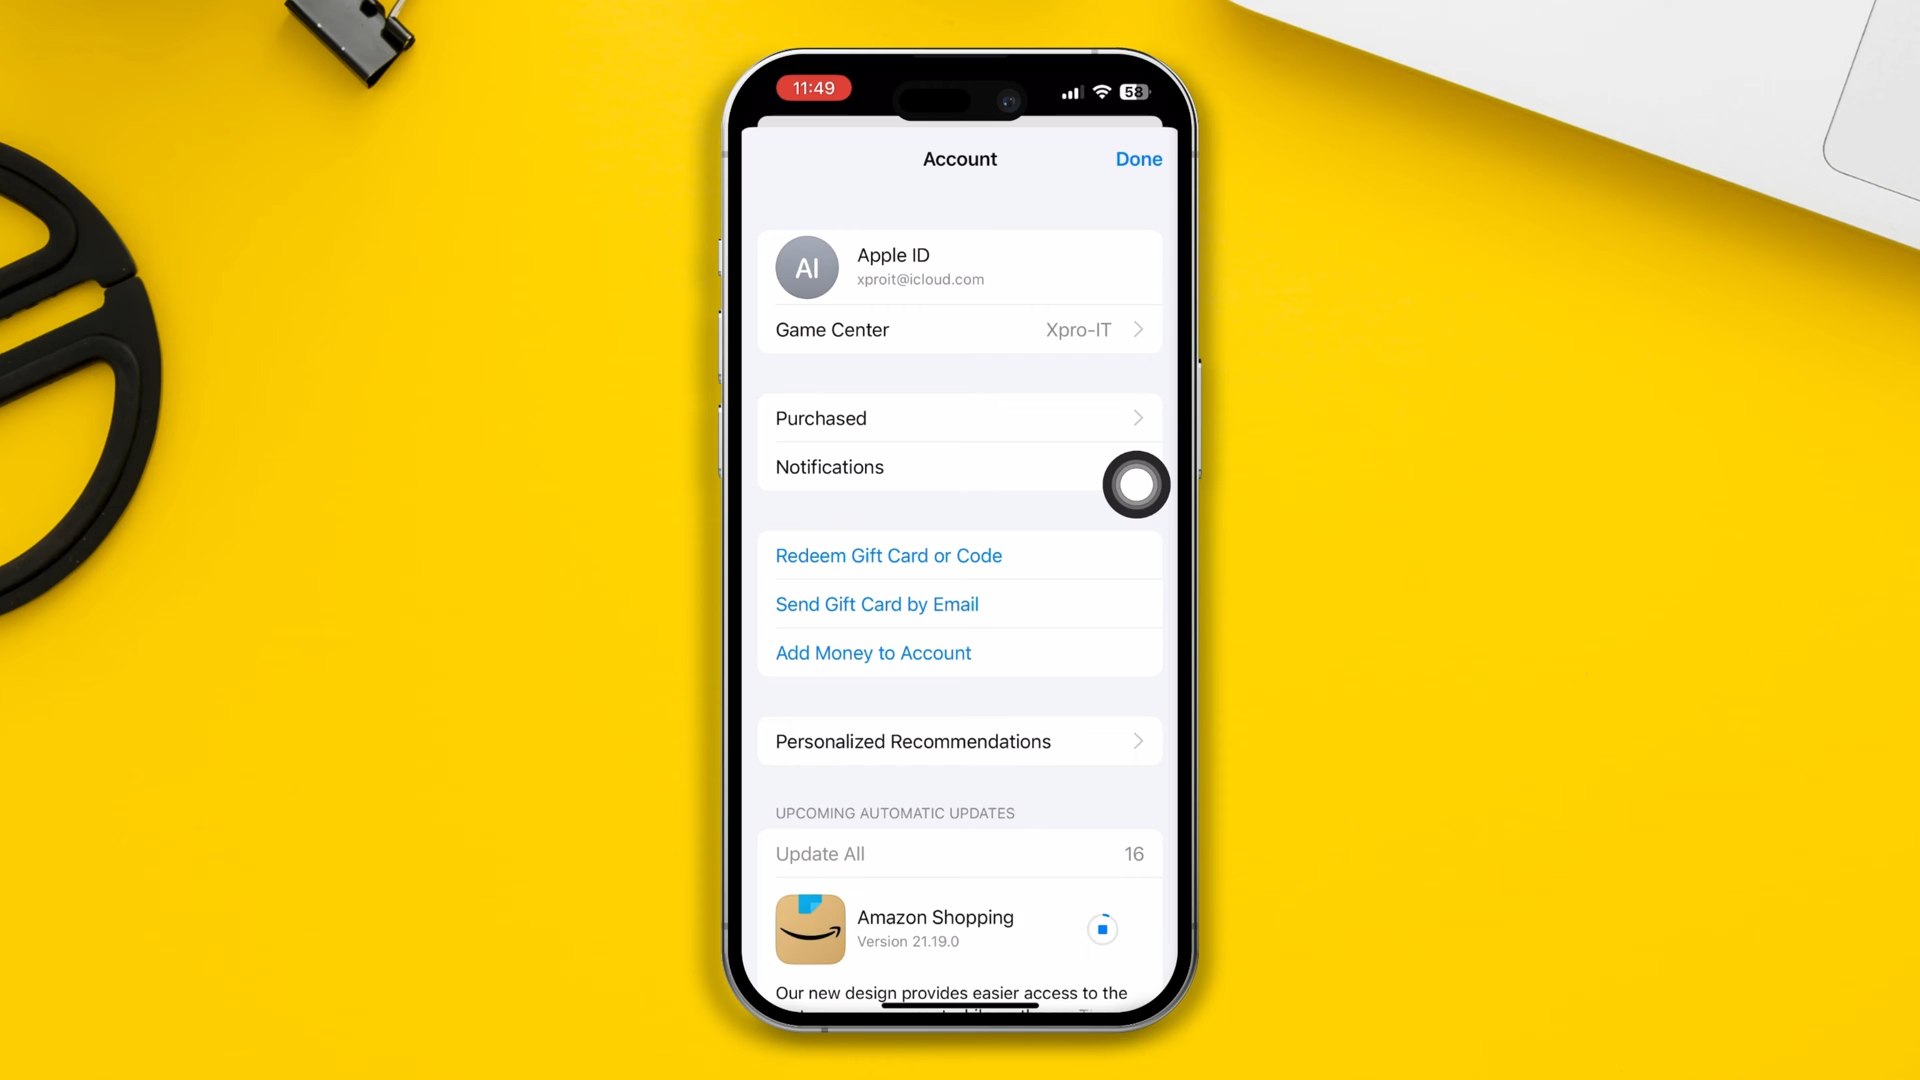 11:49
58
Account
Done
AI
Apple ID
xproit@icloud.com
Game Center
Xpro-IT
Purchased
Notifications
Redeem Gift Card or Code
Send Gift Card by Email
Add Money to Account
Personalized Recommendations
UPCOMING AUTOMATIC UPDATES
Update All
16
Amazon Shopping
Version 21.19.0
Our new design provides easier access to the